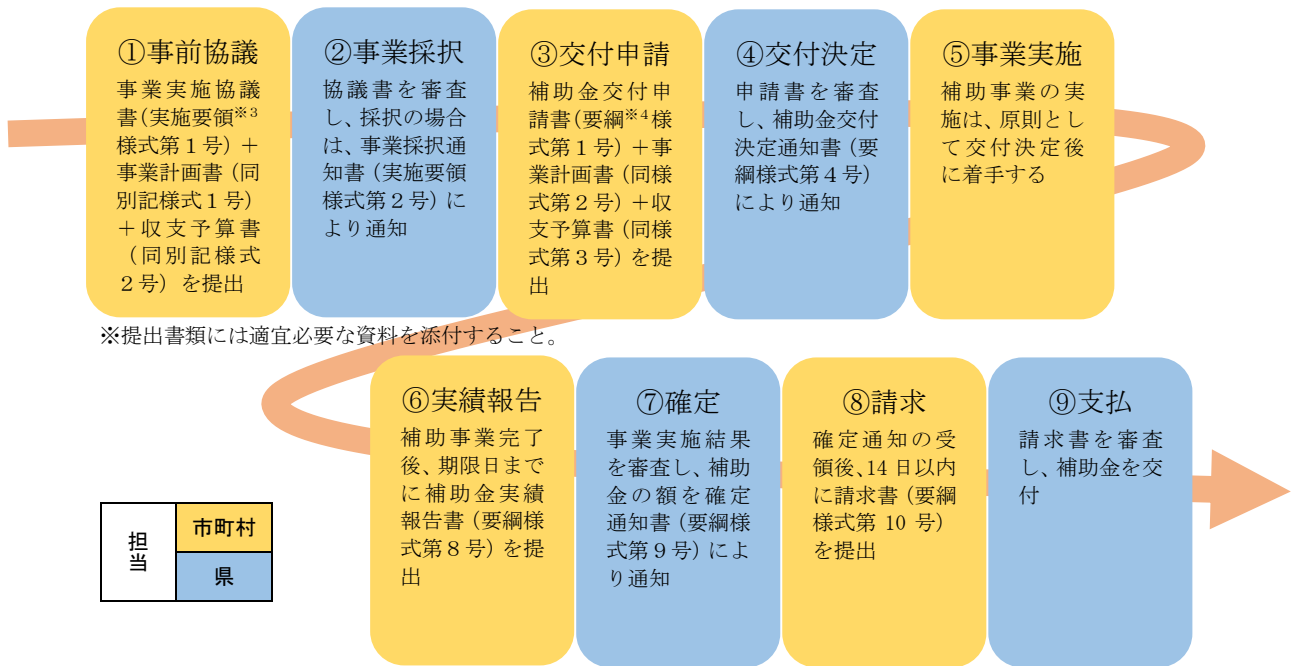 ①事前協議
事業実施協議
書(実施要領※3
様式第１号)＋
事業計画書(同
別記様式１号)
＋収支予算書
（同別記様式
２号）を提出
②事業採択
協議書を審査
し、採択の場合
は、事業採択通
知書(実施要領
様式第２号)に
より通知
③交付申請
補助金交付申
請書(要綱※4様
式第１号)＋事
業計画書(同様
式第２号)＋収
支予算書(同様
式第３号)を提
出
④交付決定
申請書を審査
し、補助金交付
決定通知書(要
綱様式第４号)
により通知
⑤事業実施
補助事業の実
施は、原則とし
て交付決定後
に着手する
※提出書類には適宜必要な資料を添付すること。
⑥実績報告
補助事業完了
後、期限日まで
に補助金実績
報告書(要綱様
式第８号)を提
出
⑦確定
事業実施結果
を審査し、補助
金の額を確定
通知書(要綱様
式第９号)によ
り通知
⑧請求
確定通知の受
領後、14日以内
に請求書(要綱
様式第 10 号)
を提出
⑨支払
請求書を審査
し、補助金を交
付
担当
市町村
県